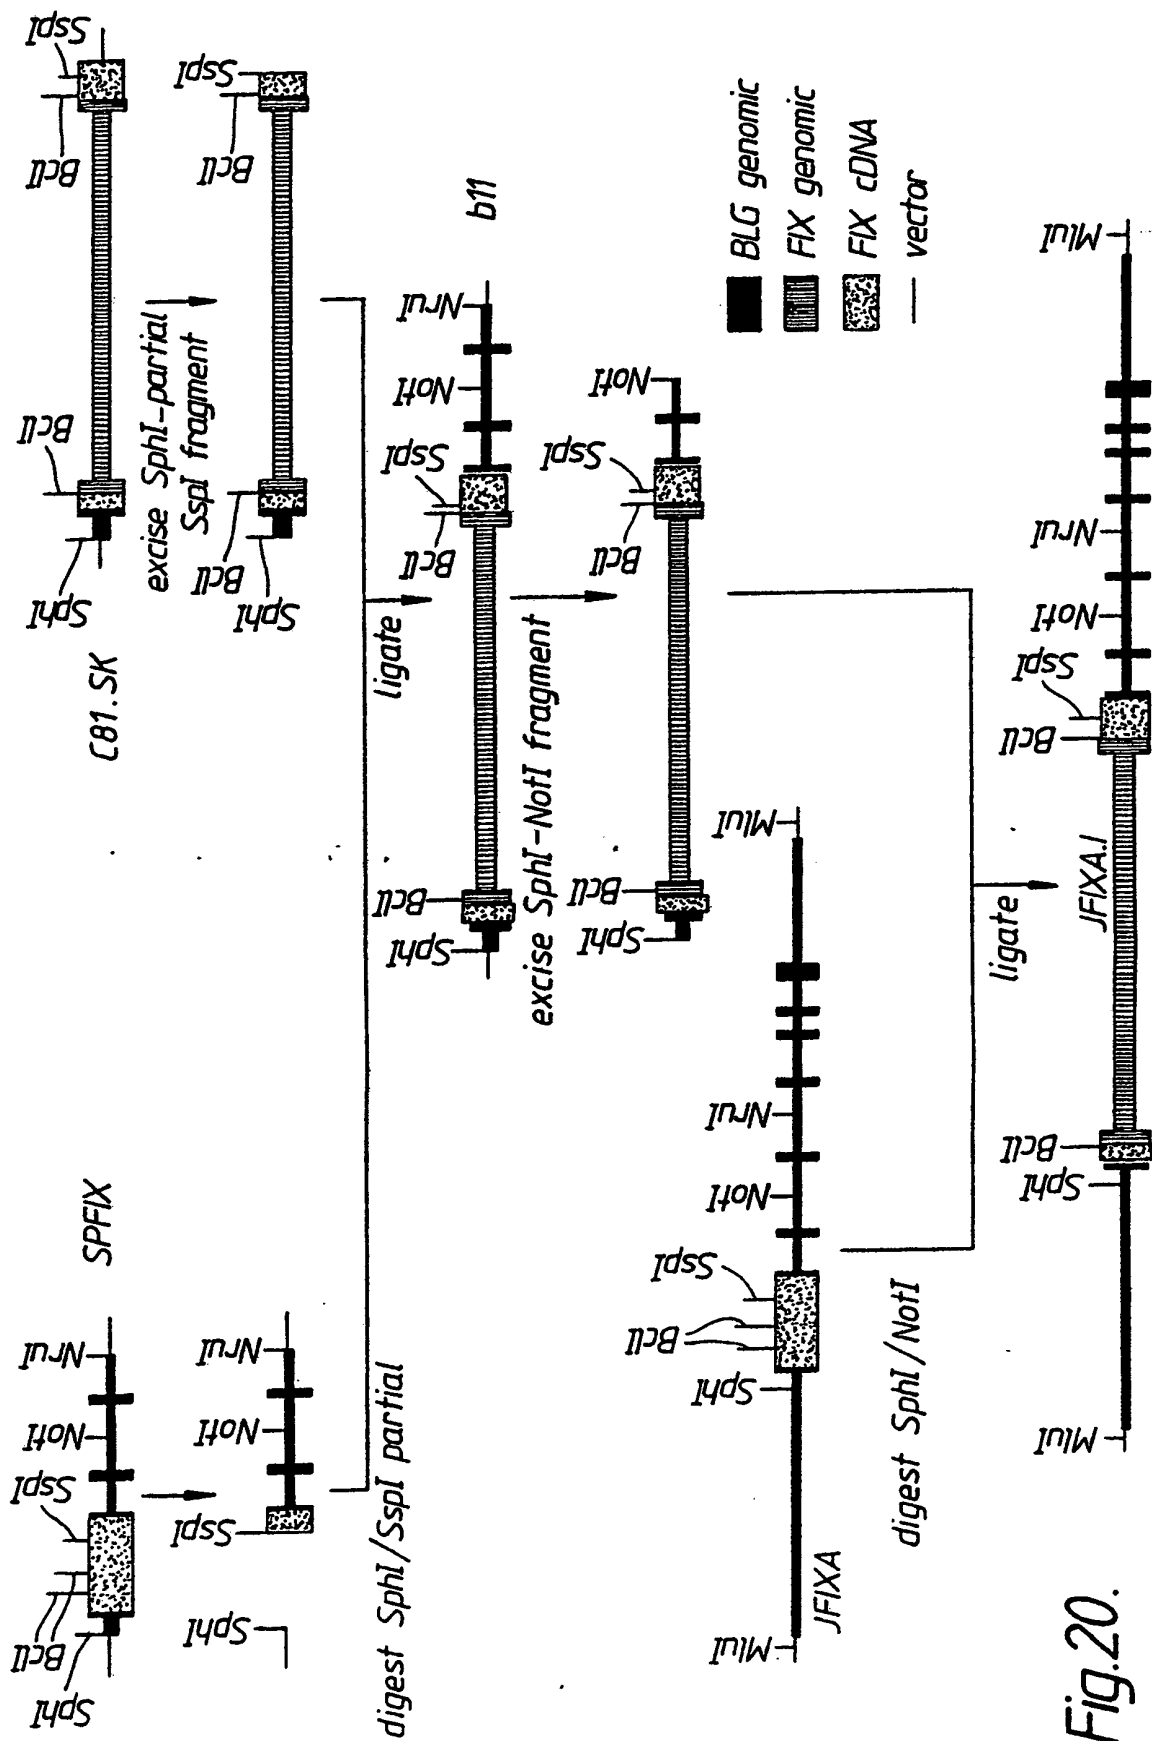 SphI
BclI
SspI
NotI
NruI
SPFIX
SphI
BclI
C81.SK
BclI
SspI
excise SphI-partial
SspI fragment
SphI
SspI
NotI
NruI
SphI
BclI
BclI
SspI
digest SphI/SspI partial
ligate
SphI
BclI
BclI
SspI
NotI
NruI
b11
excise SphI-NotI fragment
SphI
BclI
BclI
SspI
NotI
BLG genomic
FIX genomic
FIX cDNA
vector
MluI
JFIXA
SphI
BclI
SspI
NotI
NruI
MluI
digest SphI/NotI
ligate
MluI
SphI
BclI
JFIXA.I
BclI
SspI
NotI
NruI
MluI
Fig.20.